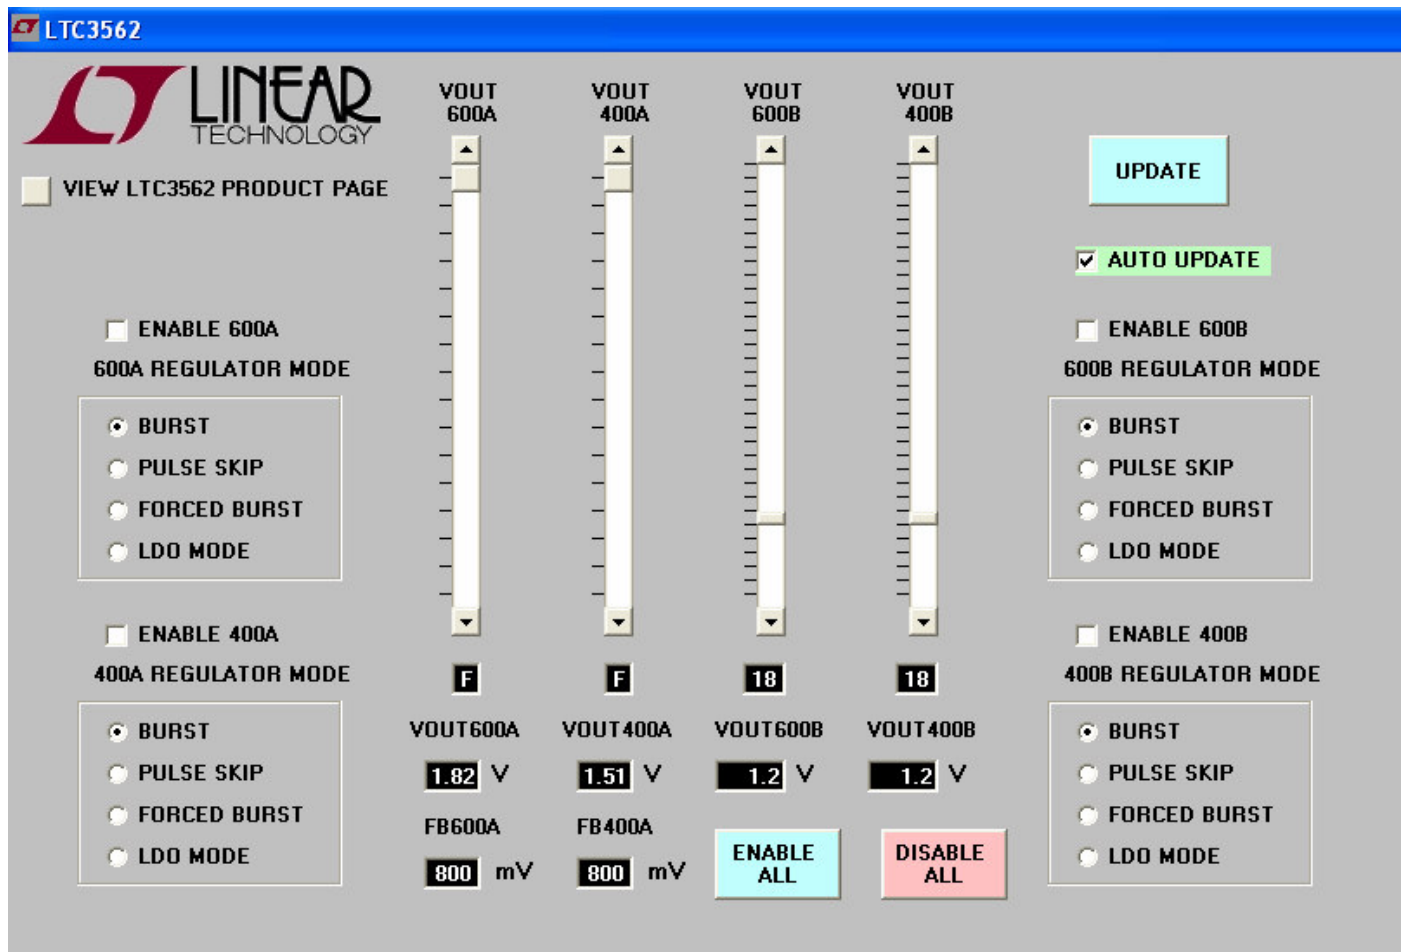 LTC3562
LINEAR
TECHNOLOGY
VIEW LTC3562 PRODUCT PAGE
VOUT
600A
VOUT
400A
VOUT
600B
VOUT
400B
UPDATE
AUTO UPDATE
ENABLE 600A
600A REGULATOR MODE
BURST
PULSE SKIP
FORCED BURST
LDO MODE
ENABLE 600B
600B REGULATOR MODE
BURST
PULSE SKIP
FORCED BURST
LDO MODE
ENABLE 400A
400A REGULATOR MODE
BURST
PULSE SKIP
FORCED BURST
LDO MODE
F
F
18
18
VOUT600A
VOUT400A
VOUT600B
VOUT400B
1.82 V
1.51 V
1.2 V
1.2 V
FB600A
FB400A
800 mV
800 mV
ENABLE
ALL
DISABLE
ALL
ENABLE 400B
400B REGULATOR MODE
BURST
PULSE SKIP
FORCED BURST
LDO MODE